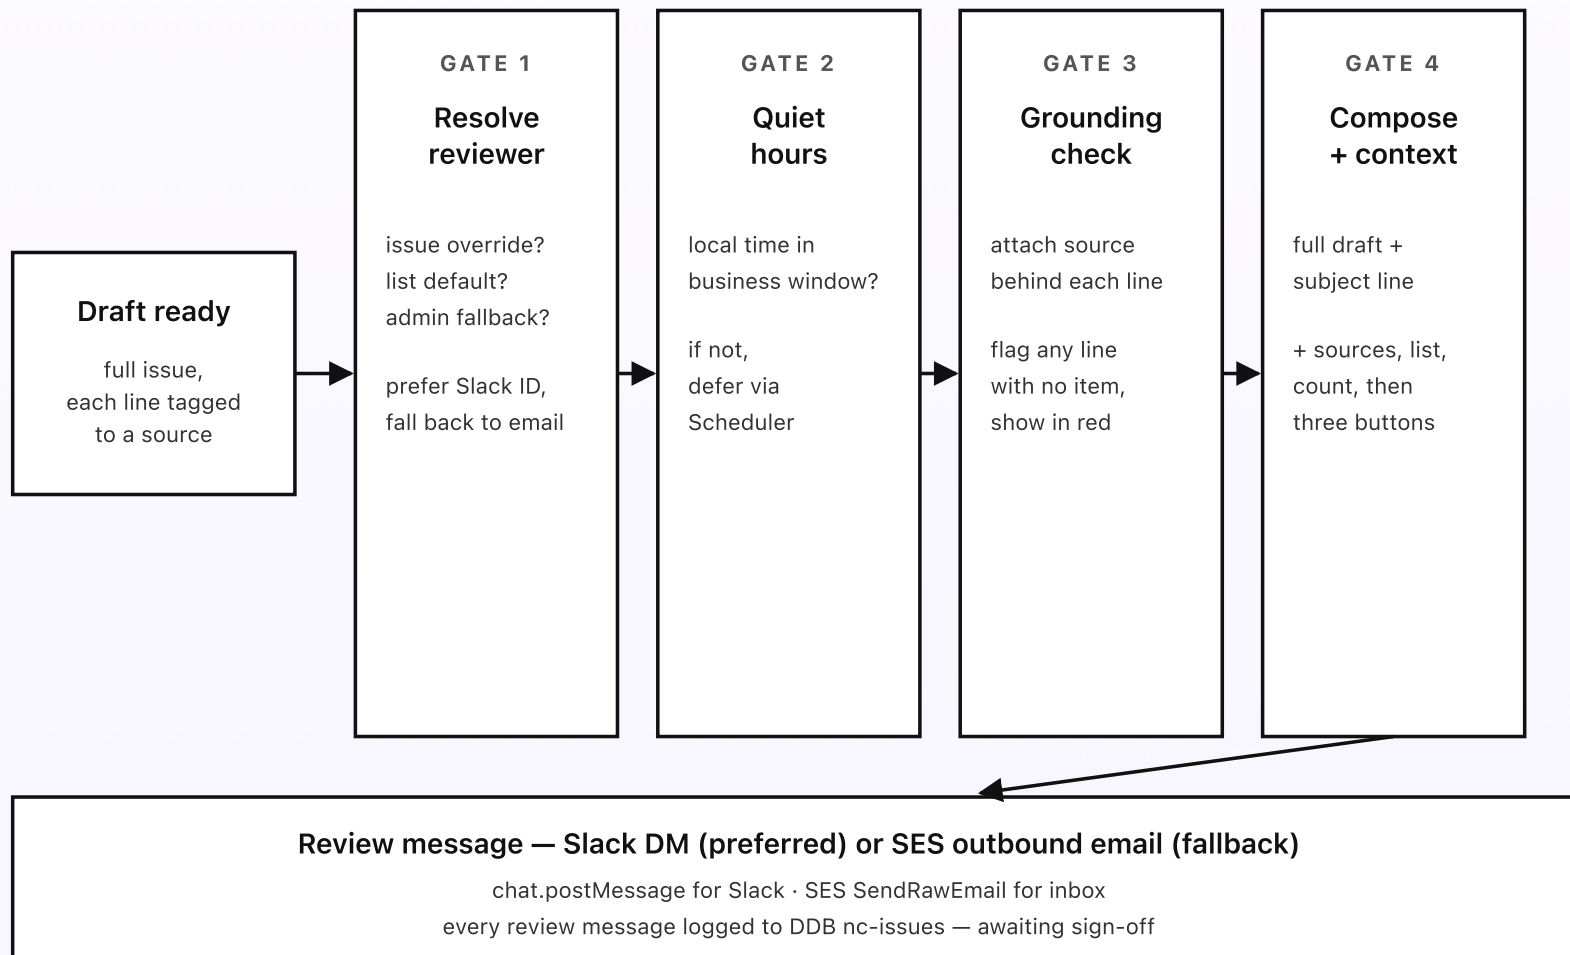 Draft ready
full issue,
each line tagged
to a source
GATE 1
Resolve
reviewer
issue override?
list default?
admin fallback?
prefer Slack ID,
fall back to email
GATE 2
Quiet
hours
local time in
business window?
if not,
defer via
Scheduler
GATE 3
Grounding
check
attach source
behind each line
flag any line
with no item,
show in red
GATE 4
Compose
+ context
full draft +
subject line
+ sources, list,
count, then
three buttons
Review message — Slack DM (preferred) or SES outbound email (fallback)
chat.postMessage for Slack · SES SendRawEmail for inbox
every review message logged to DDB nc-issues — awaiting sign-off